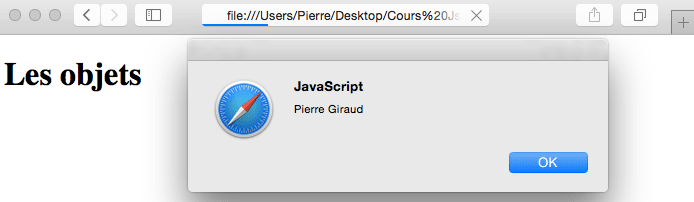 file:///Users/Pierre/Desktop/Cours%20Js
Les objets
JavaScript
Pierre Giraud
OK